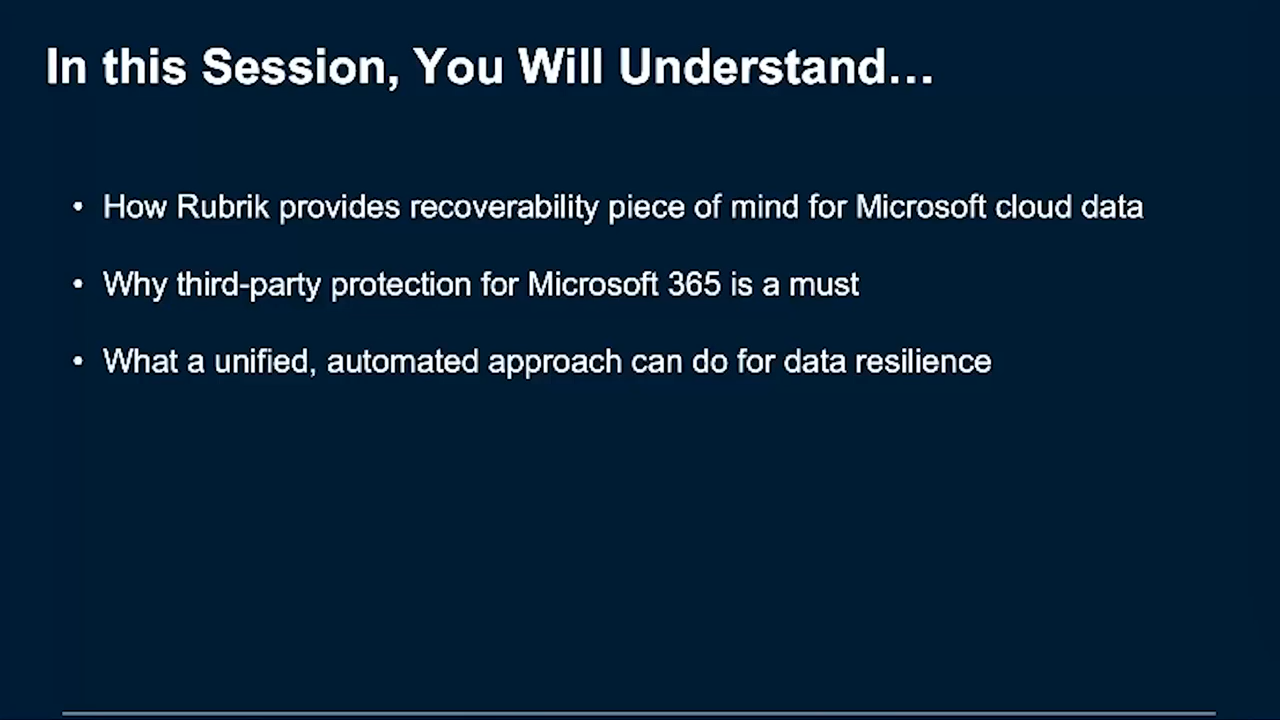 In this Session, You Will Understand…
• How Rubrik provides recoverability piece of mind for Microsoft cloud data
• Why third-party protection for Microsoft 365 is a must
• What a unified, automated approach can do for data resilience